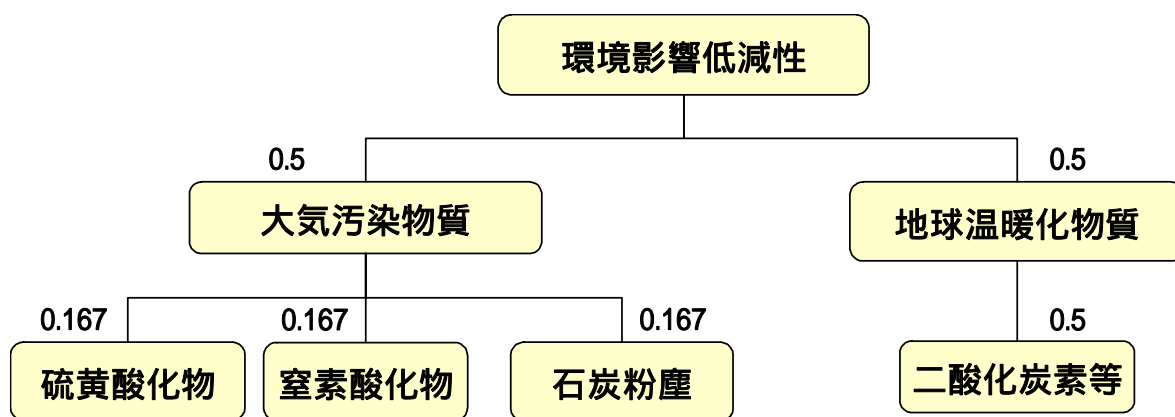 環境影響低減性
0.5
0.5
大気汚染物質
地球温暖化物質
0.167
0.167
0.167
0.5
硫黄酸化物
窒素酸化物
石炭粉塵
二酸化炭素等